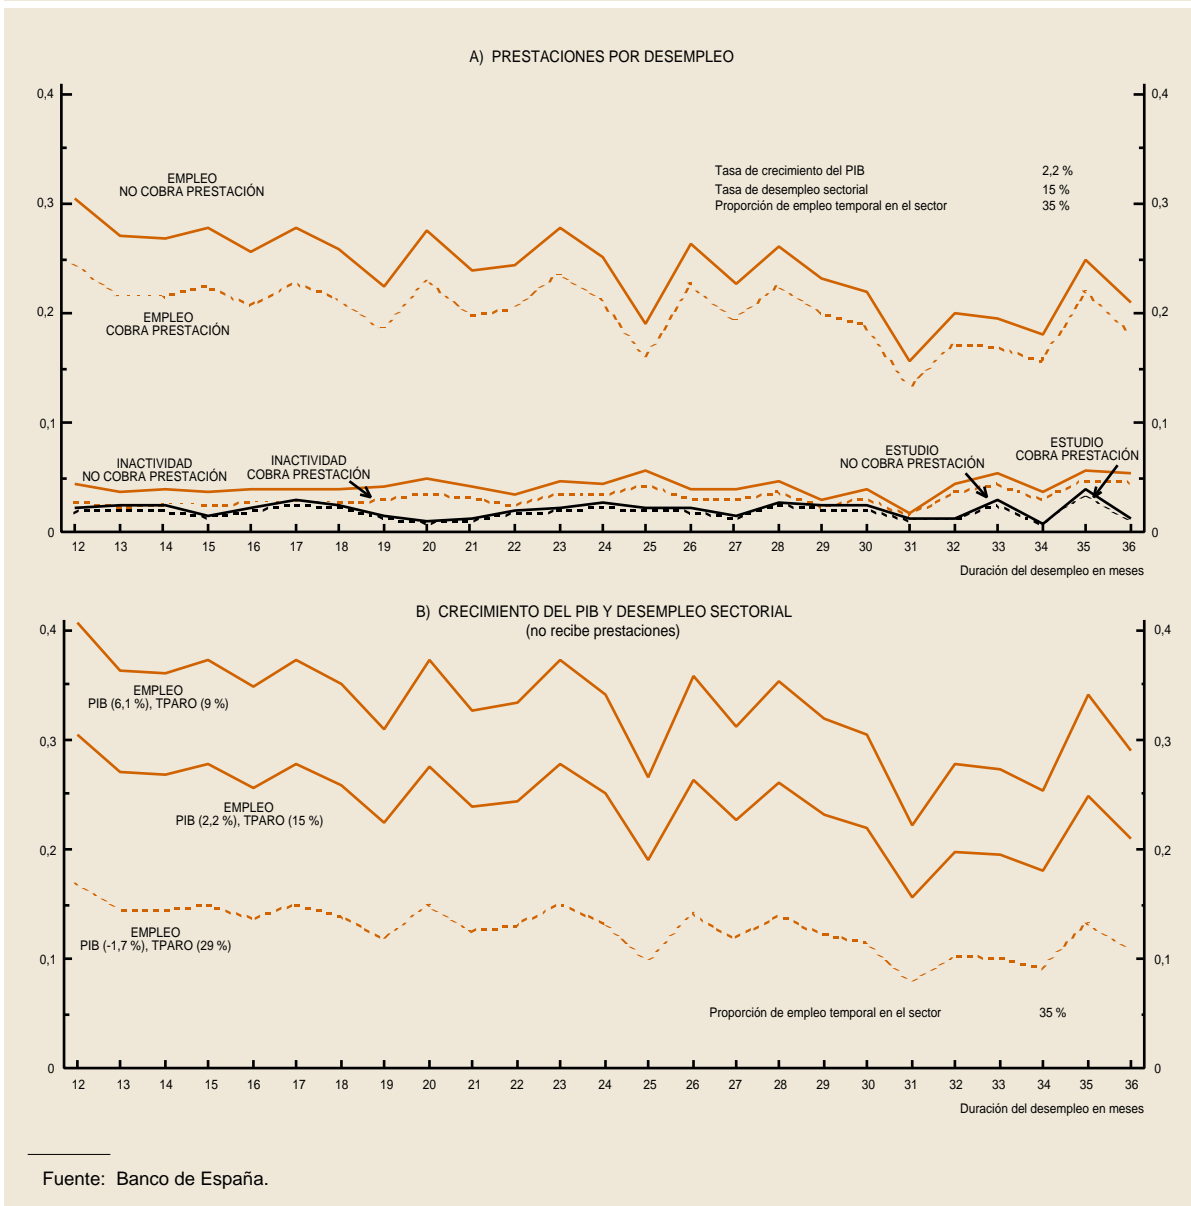 A) PRESTACIONES POR DESEMPLEO
0,4
0,4
EMPLEO
NO COBRA PRESTACIÓN
Tasa de crecimiento del PIB 2,2 %
Tasa de desempleo sectorial 15 %
Proporción de empleo temporal en el sector 35 %
0,3
0,3
0,2
0,2
EMPLEO
COBRA PRESTACIÓN
0,1
0,1
INACTIVIDAD
NO COBRA PRESTACIÓN
INACTIVIDAD
COBRA PRESTACIÓN
ESTUDIO
NO COBRA PRESTACIÓN
ESTUDIO
COBRA PRESTACIÓN
0
0
12 13 14 15 16 17 18 19 20 21 22 23 24 25 26 27 28 29 30 31 32 33 34 35 36
Duración del desempleo en meses
B) CRECIMIENTO DEL PIB Y DESEMPLEO SECTORIAL
(no recibe prestaciones)
0,4
0,4
EMPLEO
PIB (6,1 %), TPARO (9 %)
0,3
0,3
EMPLEO
PIB (2,2 %), TPARO (15 %)
0,2
0,2
EMPLEO
PIB (-1,7 %), TPARO (29 %)
0,1
0,1
Proporción de empleo temporal en el sector 35 %
0
0
12 13 14 15 16 17 18 19 20 21 22 23 24 25 26 27 28 29 30 31 32 33 34 35 36
Duración del desempleo en meses
Fuente: Banco de España.